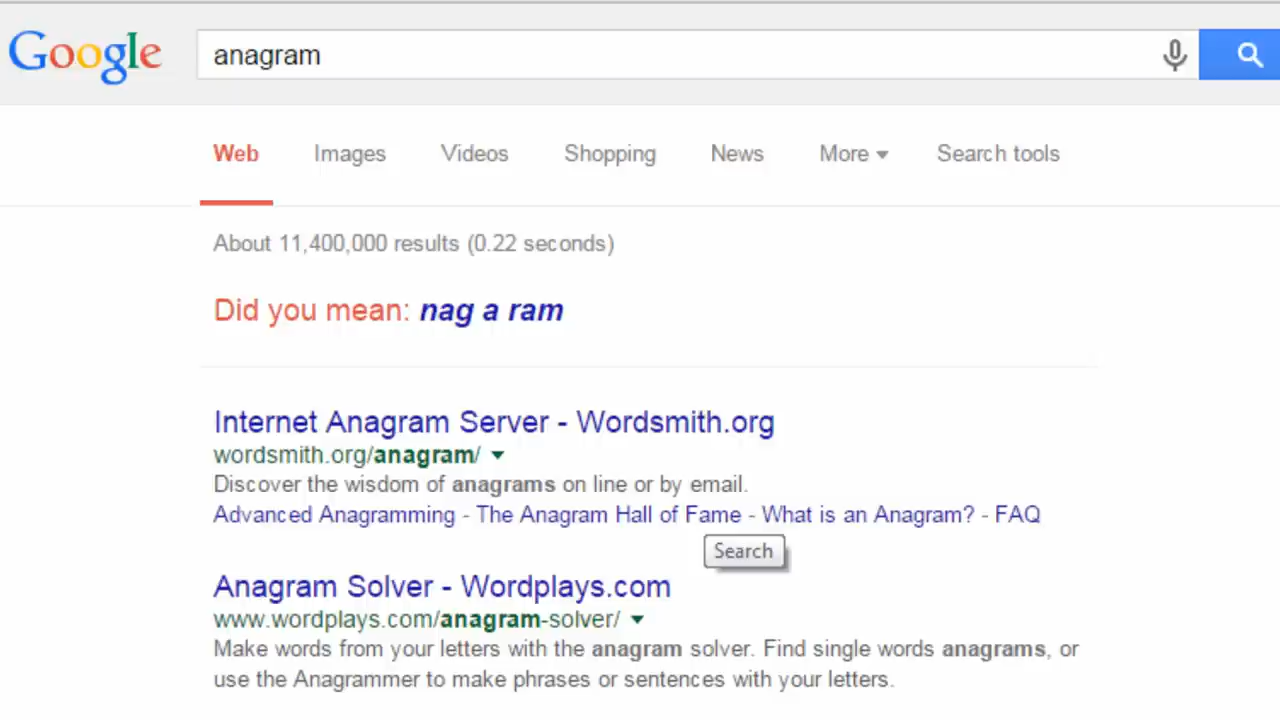 Google anagram
Web Images Videos Shopping News More Search tools
About 11,400,000 results (0.22 seconds)
Did you mean: nag a ram
Internet Anagram Server - Wordsmith.org
wordsmith.org/anagram/
Discover the wisdom of anagrams on line or by email.
Advanced Anagramming - The Anagram Hall of Fame - What is an Anagram? - FAQ
Search
Anagram Solver - Wordplays.com
www.wordplays.com/anagram-solver/
Make words from your letters with the anagram solver. Find single words anagrams, or
use the Anagrammer to make phrases or sentences with your letters.